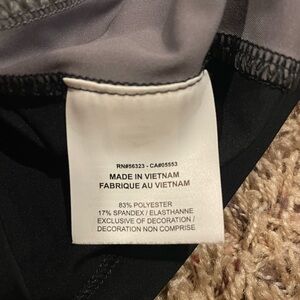 RN#56323 - CA#05553
MADE IN VIETNAM
FABRIQUE AU VIETNAM
83% POLYESTER
17% SPANDEX / ELASTHANNE
EXCLUSIVE OF DECORATION /
DECORATION NON COMPRISE